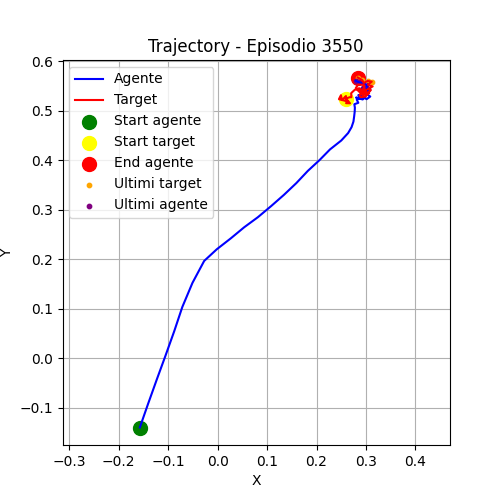 Trajectory - Episodio 3550
Agente
Target
Start agente
Start target
End agente
Ultimi target
Ultimi agente
0.6
0.5
0.4
0.3
0.2
0.1
0.0
−0.1
Y
−0.3
−0.2
−0.1
0.0
0.1
0.2
0.3
0.4
X